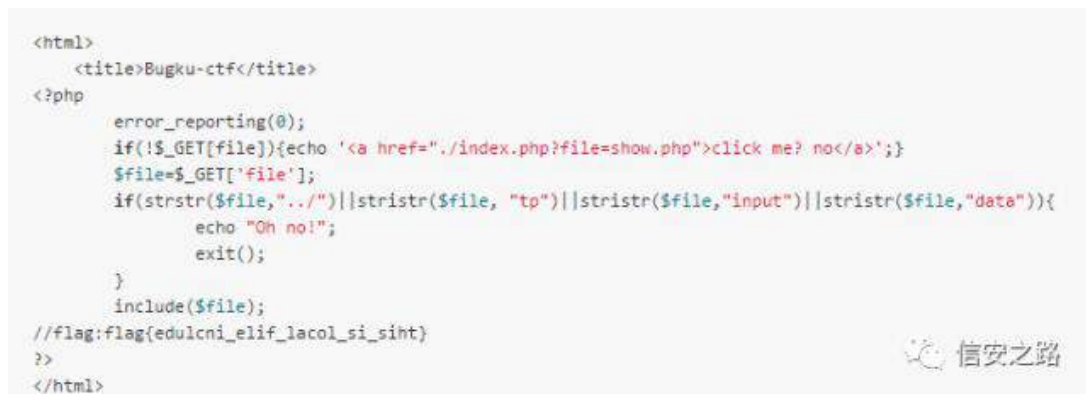 <html>
<title>Bugku-ctf</title>
<?php
error_reporting(0);
if(!$_GET[file]){echo '<a href="./index.php?file=show.php">click me? no</a>';}
$file=$_GET['file'];
if(strstr($file,"../")||stristr($file, "tp")||stristr($file,"input")||stristr($file,"data")){
echo "Oh no!";
exit();
}
include($file);
//flag:flag{edulcni_elif_lacol_si_siht}
?>
信安之路
</html>